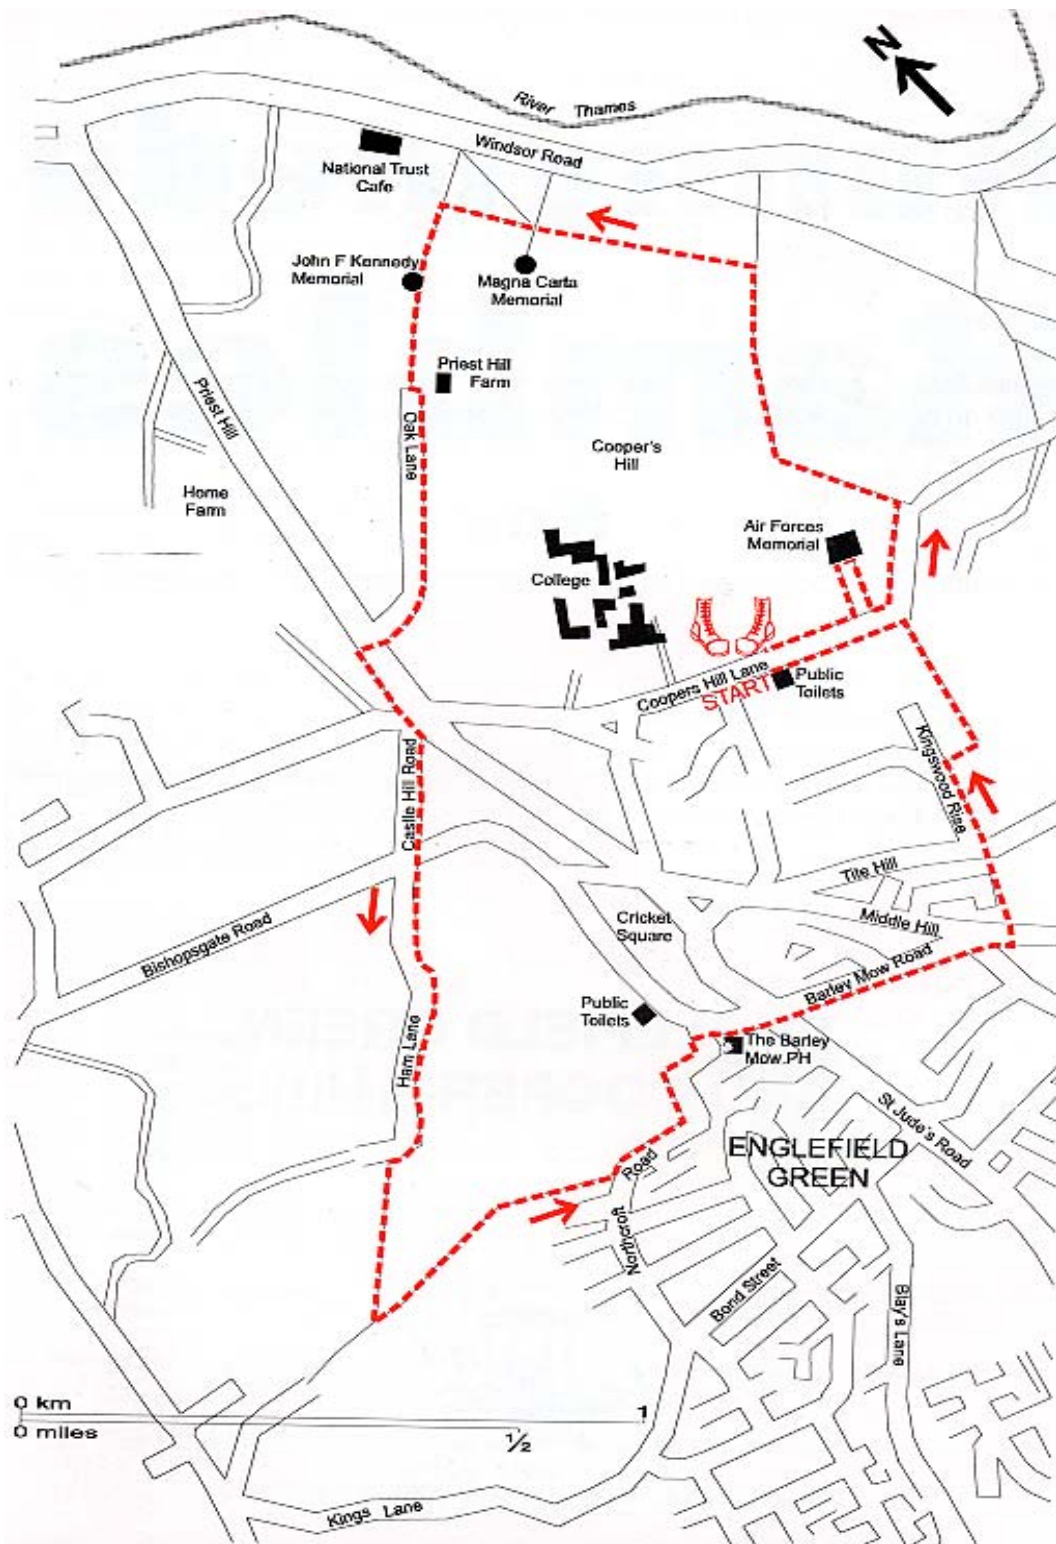 N
River Thames
Windsor Road
National Trust
Cafe
John F Kennedy
Memorial
Magna Carta
Memorial
Priest Hill
Farm
Priest Hill
Oak Lane
Cooper's
Hill
Home
Farm
Air Forces
Memorial
College
Coopers Hill Lane
START
Public
Toilets
Kingswood Rise
Castle Hill Road
Tite Hill
Middle Hill
Cricket
Square
Bishopsgate Road
Barley Mow Road
Public
Toilets
The Barley
Mow PH
Ham Lane
St Jude's Road
ENGLEFIELD
GREEN
Northcroft Road
Bond Street
Blay's Lane
0 km
1
0 miles
½
Kings Lane